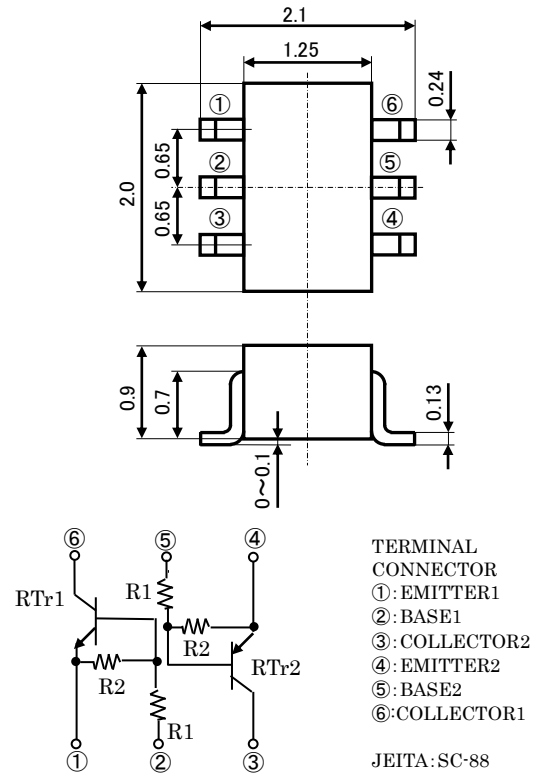 2.1
1.25
① ⑥
0.24
0.65
② ⑤
2.0
0.65
③ ④
0.9
0.7
0.13
0～0.1
⑥ ⑤ ④
RTr1
R1
R2
R2
RTr2
R1
① ② ③
TERMINAL
CONNECTOR
①:EMITTER1
②:BASE1
③:COLLECTOR2
④:EMITTER2
⑤:BASE2
⑥:COLLECTOR1
JEITA:SC-88